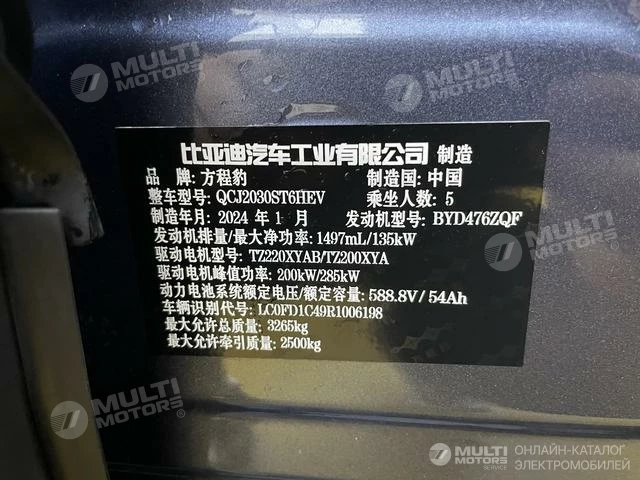 MULTI
MOTORS
MULTI
MOTORS
比亚迪汽车工业有限公司 制造
品 牌: 方程豹 制造国: 中国
整车型号: QCJ2030ST6HEV 乘坐人数: 5
制造年月: 2024 年 1 月 发动机型号: BYD476ZQF
发动机排量/最大净功率: 1497mL/135kW
驱动电机型号: TZ220XYAB/TZ200XYA
驱动电机峰值功率: 200kW/285kW
动力电池系统额定电压/额定容量: 588.8V/ 54Ah
车辆识别代号: LC0FD1C49R1006198
最大允许总质量: 3265kg
最大允许牵引质量: 2500kg
MULTI
MOTORS
MULTI
MOTORS
MULTI
MOTORS
SERVICE
ОНЛАЙН-КАТАЛОГ
ЭЛЕКТРОМОБИЛЕЙ